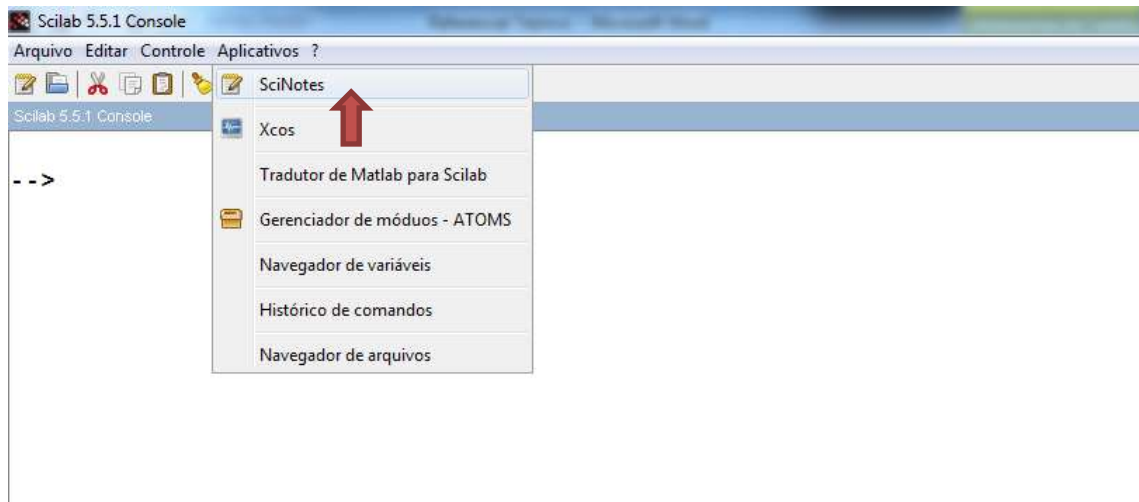 Scilab 5.5.1 Console
Arquivo Editar Controle Aplicativos ?
Scilab 5.5.1 Console
-->
SciNotes
Xcos
Tradutor de Matlab para Scilab
Gerenciador de móduos - ATOMS
Navegador de variáveis
Histórico de comandos
Navegador de arquivos